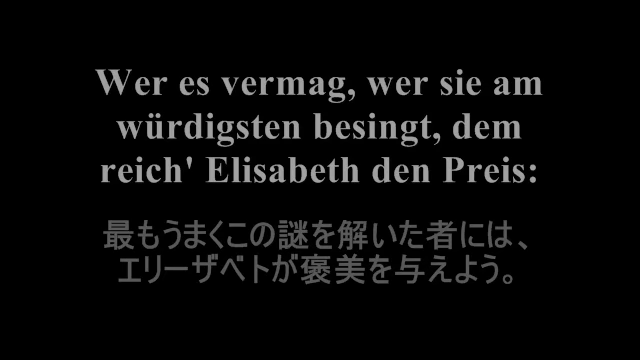 Wer es vermag, wer sie am
würdigsten besingt, dem
reich' Elisabeth den Preis:
最もうまくこの謎を解いた者には、
エリーザベトが褒美を与えよう。